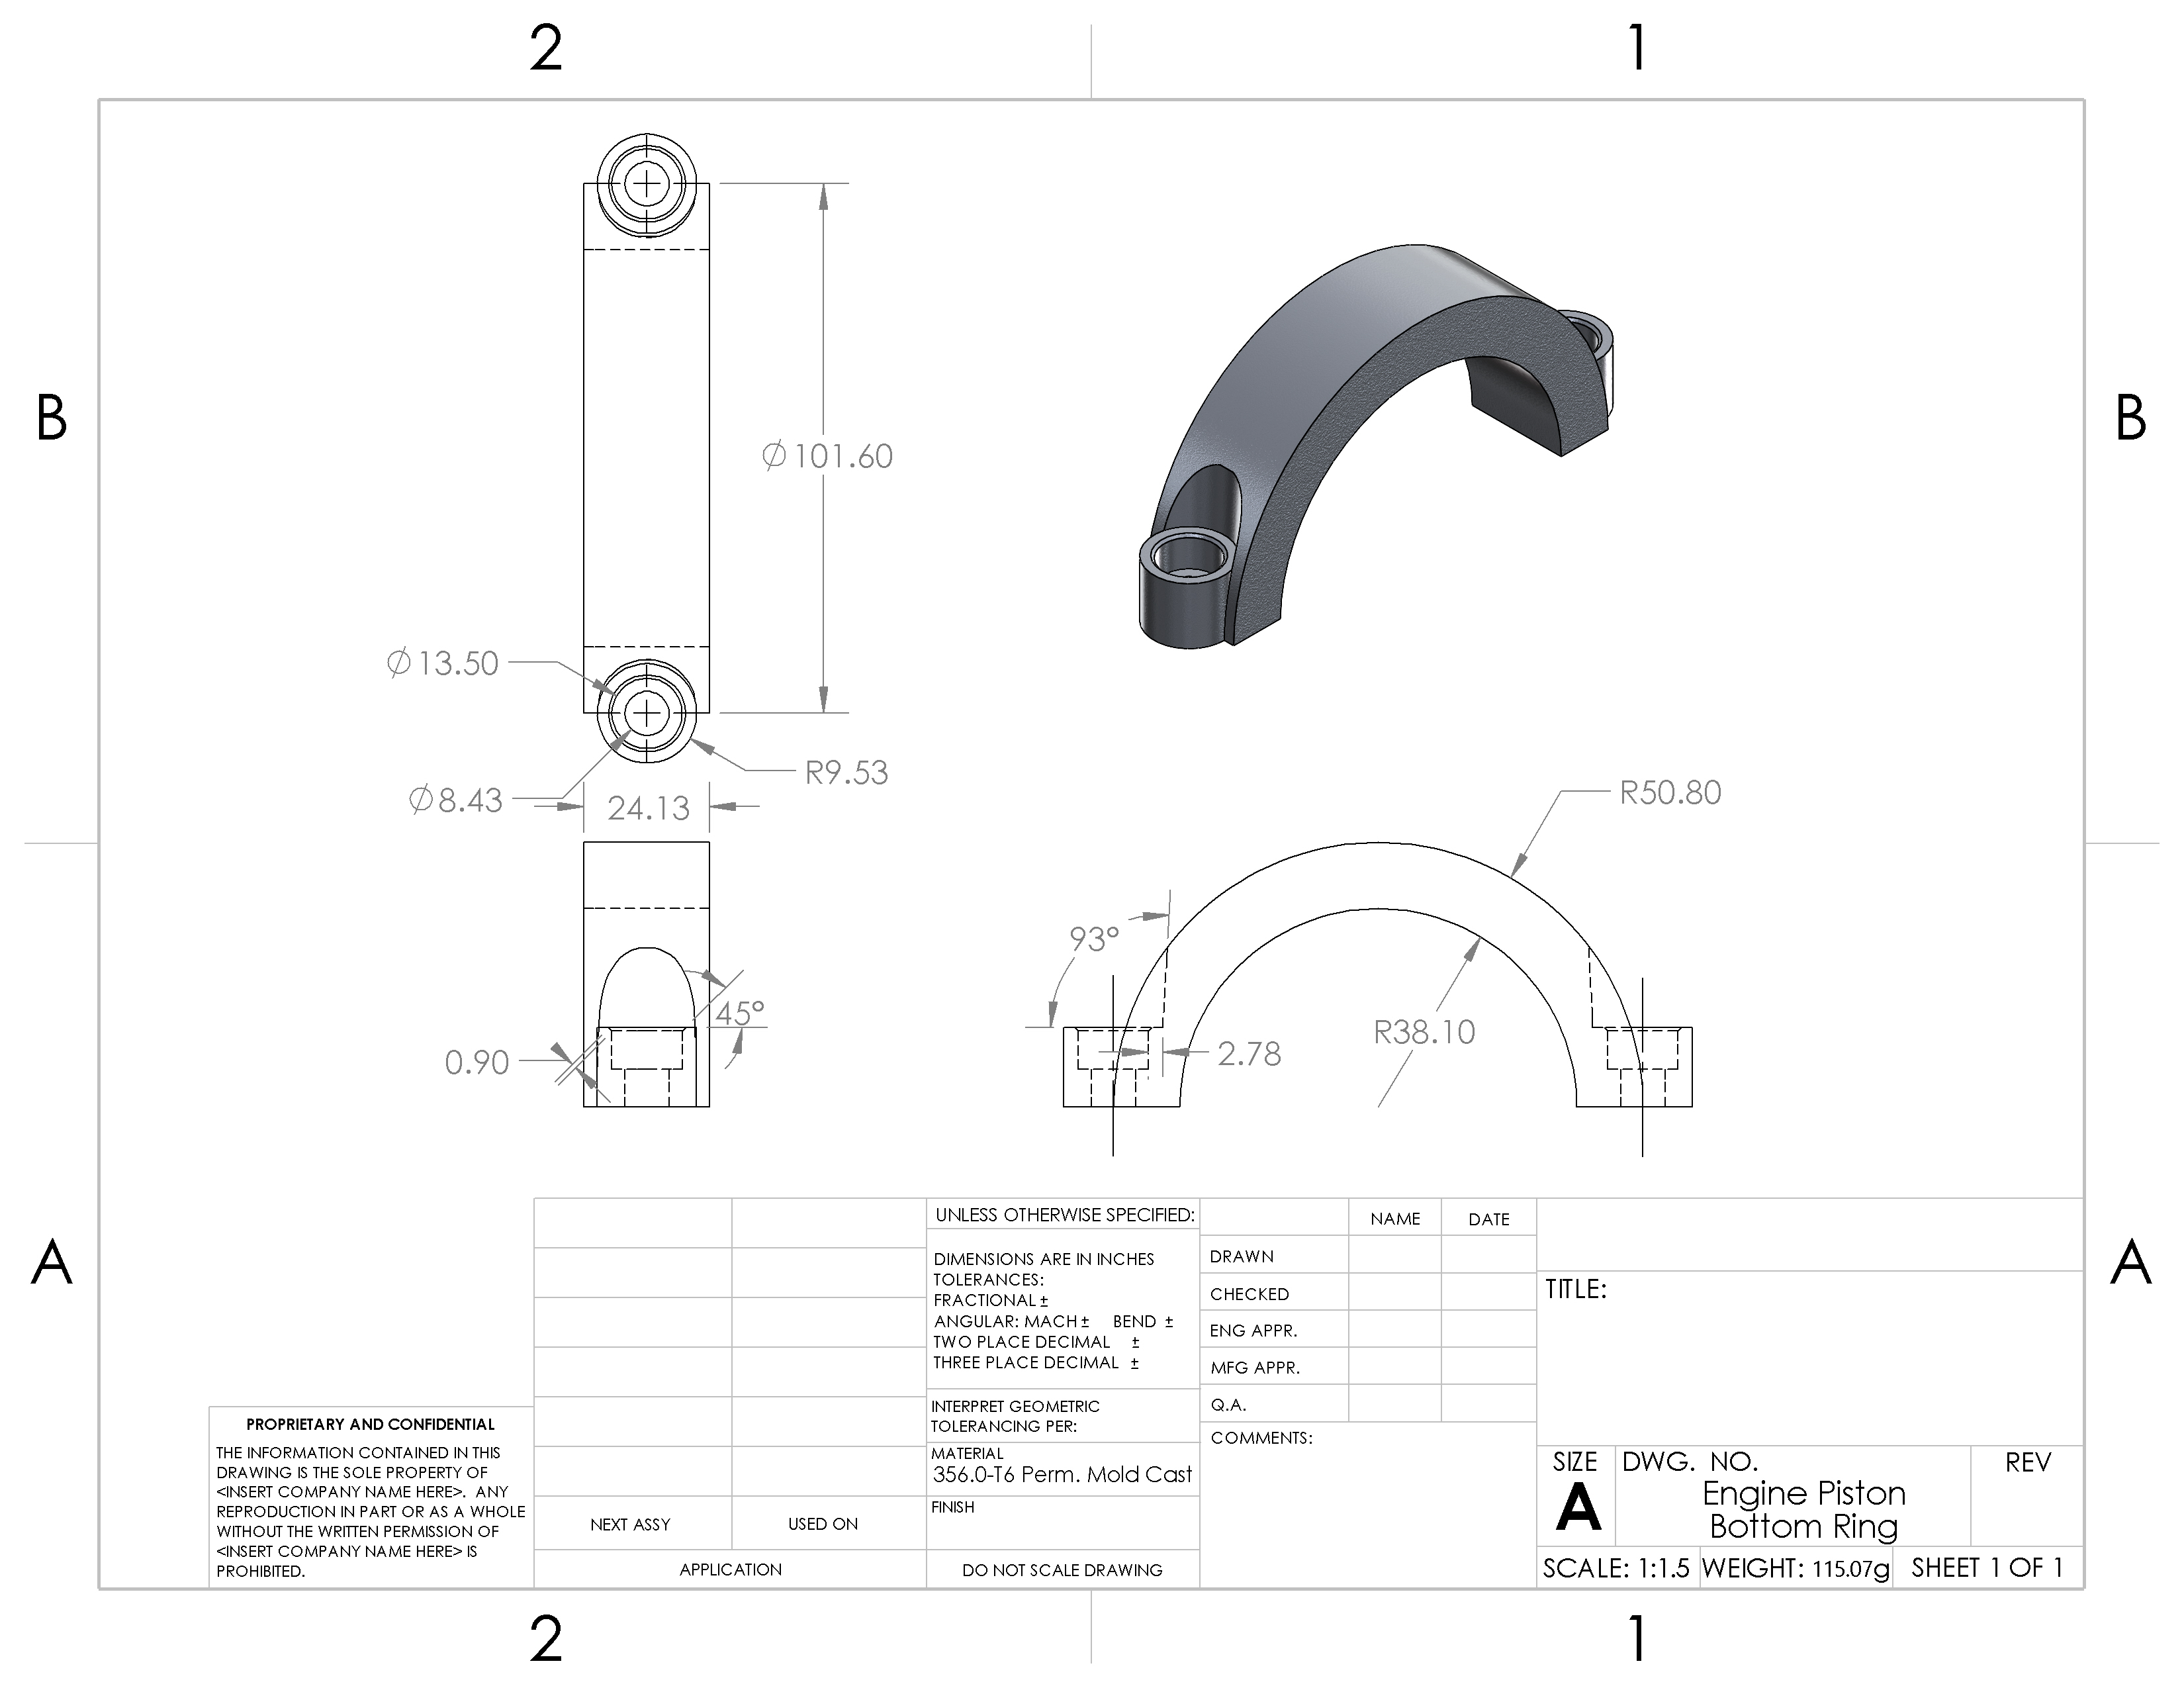 2
1
B
B
∅101.60
∅13.50
R9.53
∅8.43
24.13
R50.80
93°
45°
R38.10
0.90
2.78
A
A
UNLESS OTHERWISE SPECIFIED:
DIMENSIONS ARE IN INCHES
TOLERANCES:
FRACTIONAL ±
ANGULAR: MACH ± BEND ±
TWO PLACE DECIMAL ±
THREE PLACE DECIMAL ±
INTERPRET GEOMETRIC
TOLERANCING PER:
MATERIAL
356.0-T6 Perm. Mold Cast
FINISH
DO NOT SCALE DRAWING
NAME DATE
DRAWN
CHECKED
ENG APPR.
MFG APPR.
Q.A.
COMMENTS:
TITLE:
SIZE
A
DWG. NO.
Engine Piston
Bottom Ring
REV
SCALE: 1:1.5 WEIGHT: 115.07g SHEET 1 OF 1
PROPRIETARY AND CONFIDENTIAL
THE INFORMATION CONTAINED IN THIS
DRAWING IS THE SOLE PROPERTY OF
<INSERT COMPANY NAME HERE>. ANY
REPRODUCTION IN PART OR AS A WHOLE
WITHOUT THE WRITTEN PERMISSION OF
<INSERT COMPANY NAME HERE> IS
PROHIBITED.
NEXT ASSY USED ON
APPLICATION
2
1